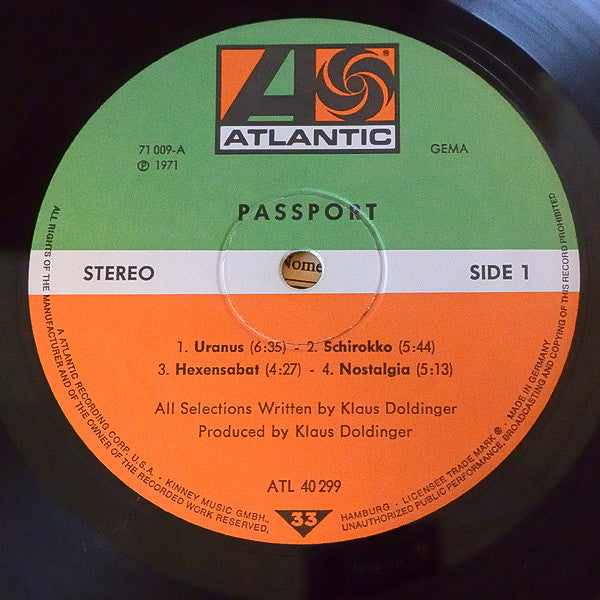 ATLANTIC
71 009-A
℗ 1971
GEMA
PASSPORT
STEREO
SIDE 1
1. Uranus (6:35) - 2. Schirokko (5:44)
3. Hexensabat (4:27) - 4. Nostalgia (5:13)
All Selections Written by Klaus Doldinger
Produced by Klaus Doldinger
ATL 40 299
33
ALL RIGHTS OF THE MANUFACTURER AND OF THE OWNER OF THE RECORDED WORK RESERVED,
UNAUTHORIZED PUBLIC PERFORMANCE, BROADCASTING AND COPYING OF THIS RECORD PROHIBITED
A ATLANTIC RECORDING CORP. U.S.A. · KINNEY MUSIC GMBH.,
HAMBURG · LICENSEE TRADE MARK ® · MADE IN GERMANY
Nome